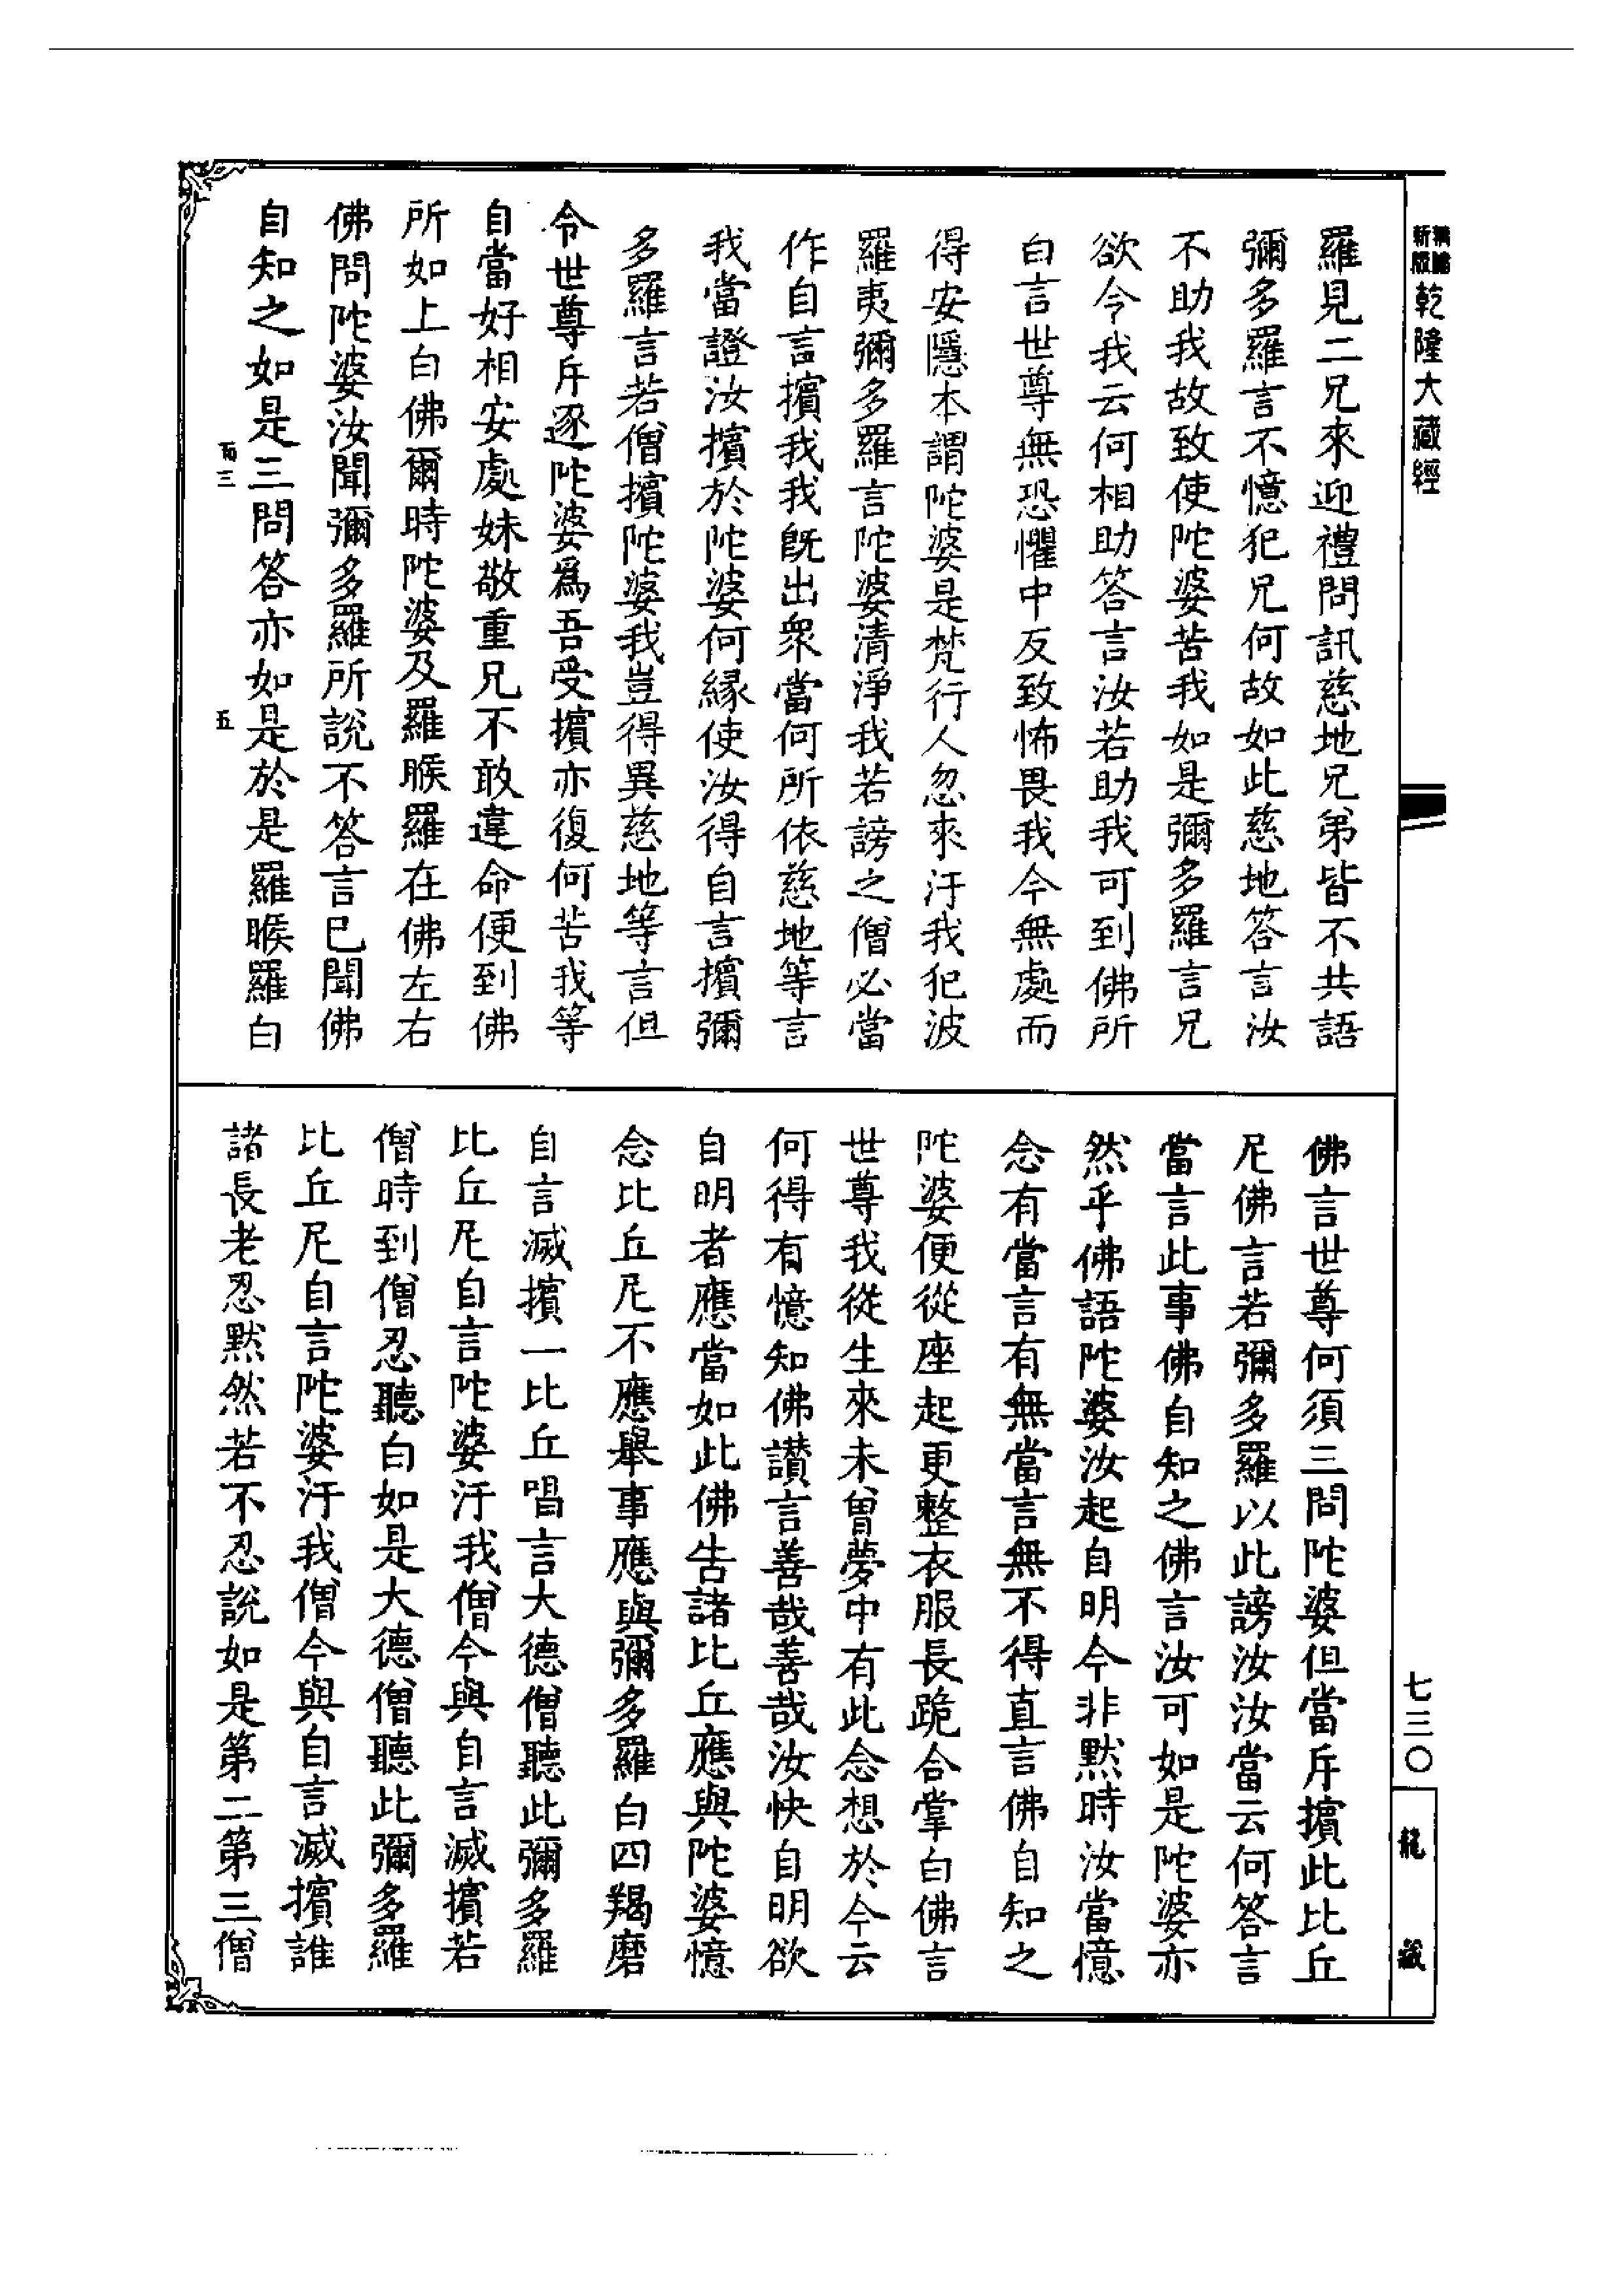 乾隆大藏經
羅見二兄來迎禮問訊慈地兄弟皆不共語
彌多羅言不憶犯兄何故如此慈地答言汝
不助我故致使陀婆苦我如是彌多羅言兄
欲令我云何相助答言汝若助我可到佛所
白言世尊無恐懼中反致怖畏我今無處而
得安隱本謂陀婆是梵行人忽來汙我犯波
羅夷彌多羅言陀婆清淨我若謗之僧必當
作自言擯我我既出衆當何所依慈地等言
我當證汝擯於陀婆何緣使汝得自言擯彌
多羅言若僧擯陀婆我豈得異慈地等言但
令世尊斥逐陀婆爲吾受擯亦復何苦我等
自當好相安處妹敬重兄不敢違命便到佛
所如上白佛爾時陀婆及羅睺羅在佛左右
佛問陀婆汝聞彌多羅所說不答言已聞佛
自知之如是三問答亦如是於是羅睺羅白
三
五
佛言世尊何須三問陀婆但當斥擯此比丘
尼佛言若彌多羅以此謗汝汝當云何答言
當言此事佛自知之佛言汝可如是陀婆亦
然乎佛語陀婆汝起自明今非默時汝當憶
念有當言有無當言無不得直言佛自知之
陀婆便從座起更整衣服長跪合掌白佛言
世尊我從生來未曾夢中有此念想於今云
何得有憶知佛讚言善哉善哉汝快自明欲
自明者應當如此佛告諸比丘應與陀婆憶
念比丘尼不應舉事應與彌多羅白四羯磨
自言滅擯一比丘唱言大德僧聽此彌多羅
比丘尼自言陀婆汙我僧今與自言滅擯若
僧時到僧忍聽白如是大德僧聽此彌多羅
比丘尼自言陀婆汙我僧今與自言滅擯誰
諸長老忍默然若不忍說如是第二第三僧
七三〇
龍藏